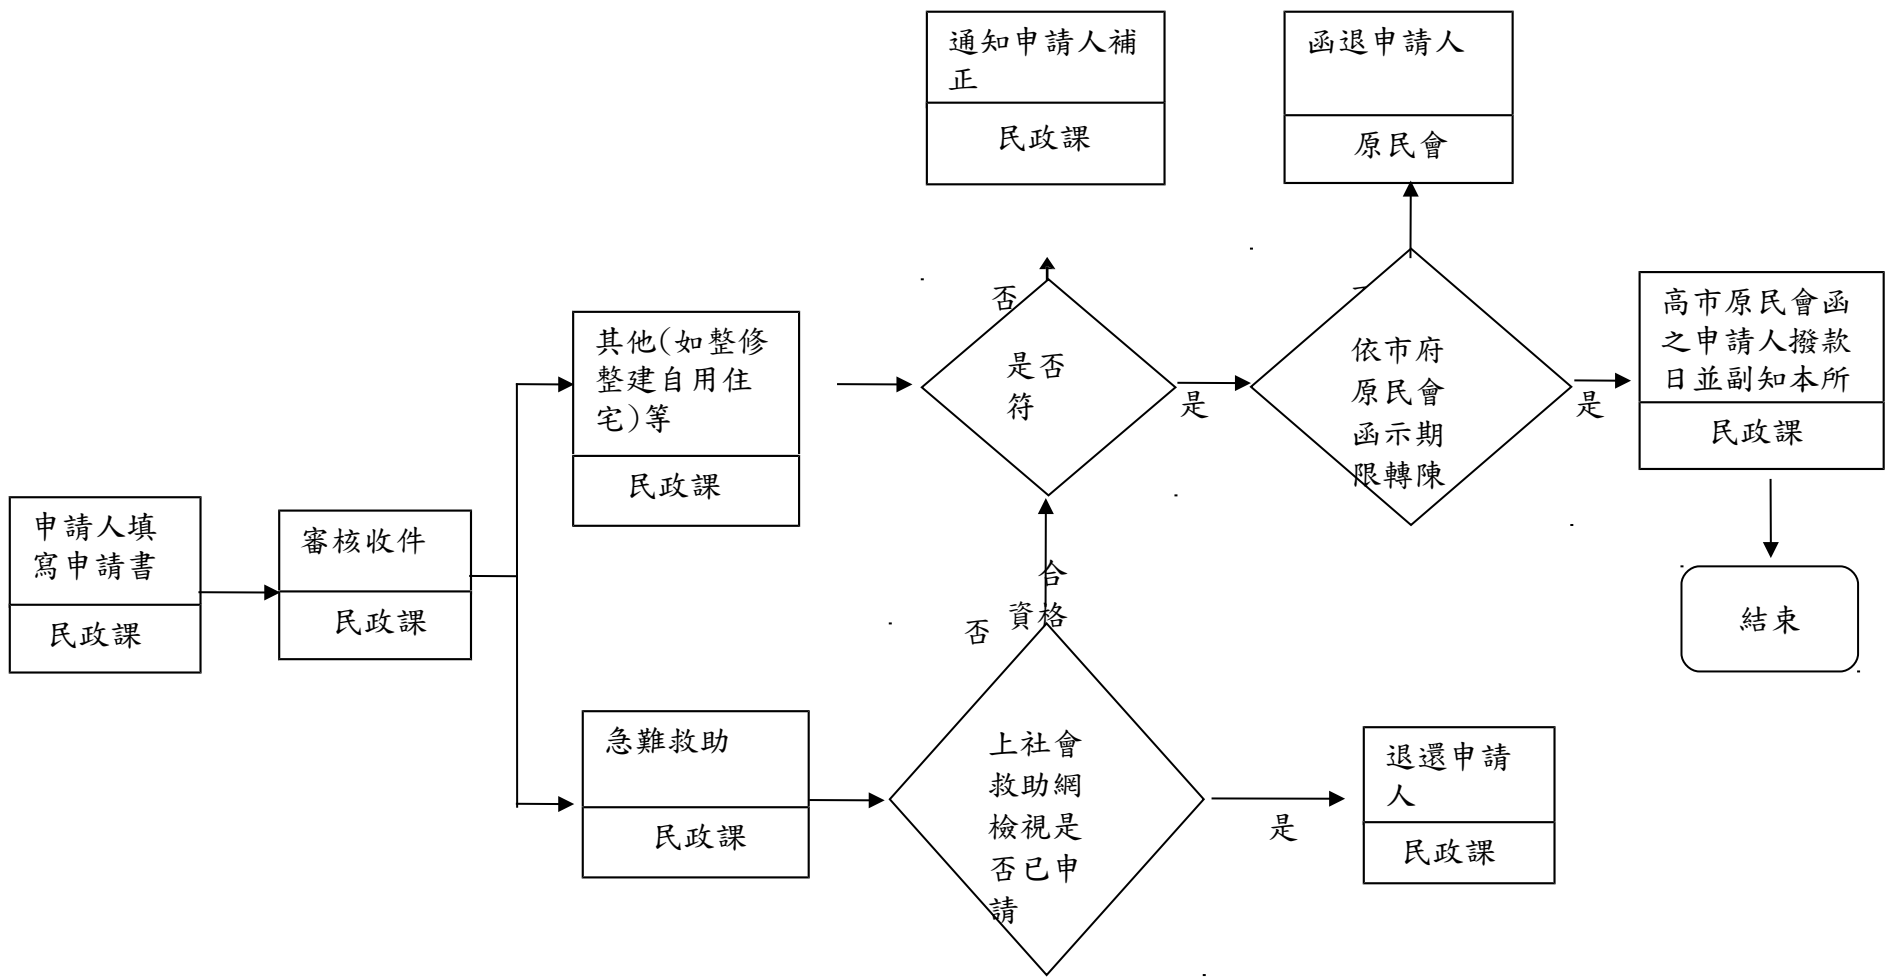 通知申請人補
正
民政課
函退申請人
原民會
其他(如整修
整建自用住
宅)等
民政課
否
是否
符
是
依市府
原民會
函示期
限轉陳
是
高市原民會函
之申請人撥款
日並副知本所
民政課
申請人填
寫申請書
民政課
審核收件
民政課
合
資格
否
結束
急難救助
民政課
上社會
救助網
檢視是
否已申
請
是
退還申請
人
民政課